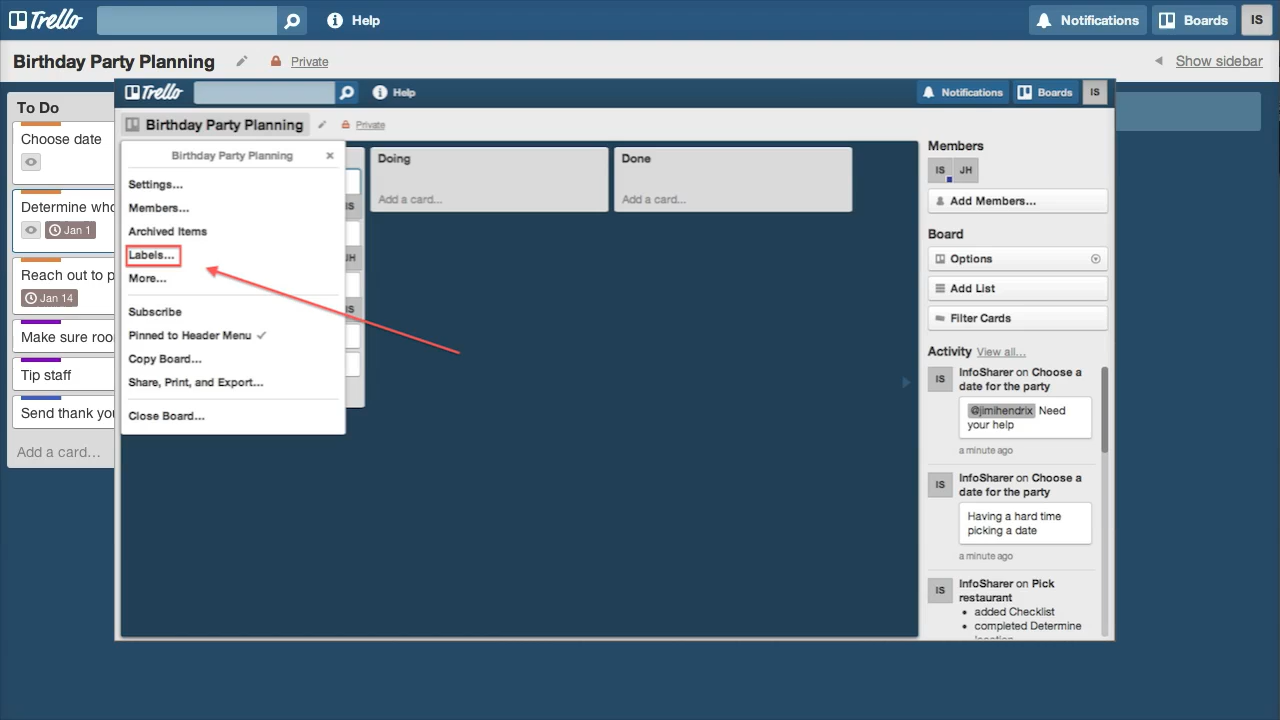 Trello
Help
Notifications
Boards
IS
Birthday Party Planning
Private
Show sidebar
To Do
Choose date
Determine who
Jan 1
Reach out to p
Jan 14
Make sure roo
Tip staff
Send thank you
Add a card…
Trello
Help
Notifications
Boards
IS
Birthday Party Planning
Private
Birthday Party Planning
Settings...
Members...
Archived Items
Labels...
More...
Subscribe
Pinned to Header Menu
Copy Board...
Share, Print, and Export...
Close Board...
IS
JH
IS
Doing
Add a card...
Done
Add a card...
Members
IS JH
Add Members...
Board
Options
Add List
Filter Cards
Activity View all...
IS
InfoSharer on Choose a
date for the party
@jimihendrix Need
your help
a minute ago
IS
InfoSharer on Choose a
date for the party
Having a hard time
picking a date
a minute ago
IS
InfoSharer on Pick
restaurant
• added Checklist
• completed Determine